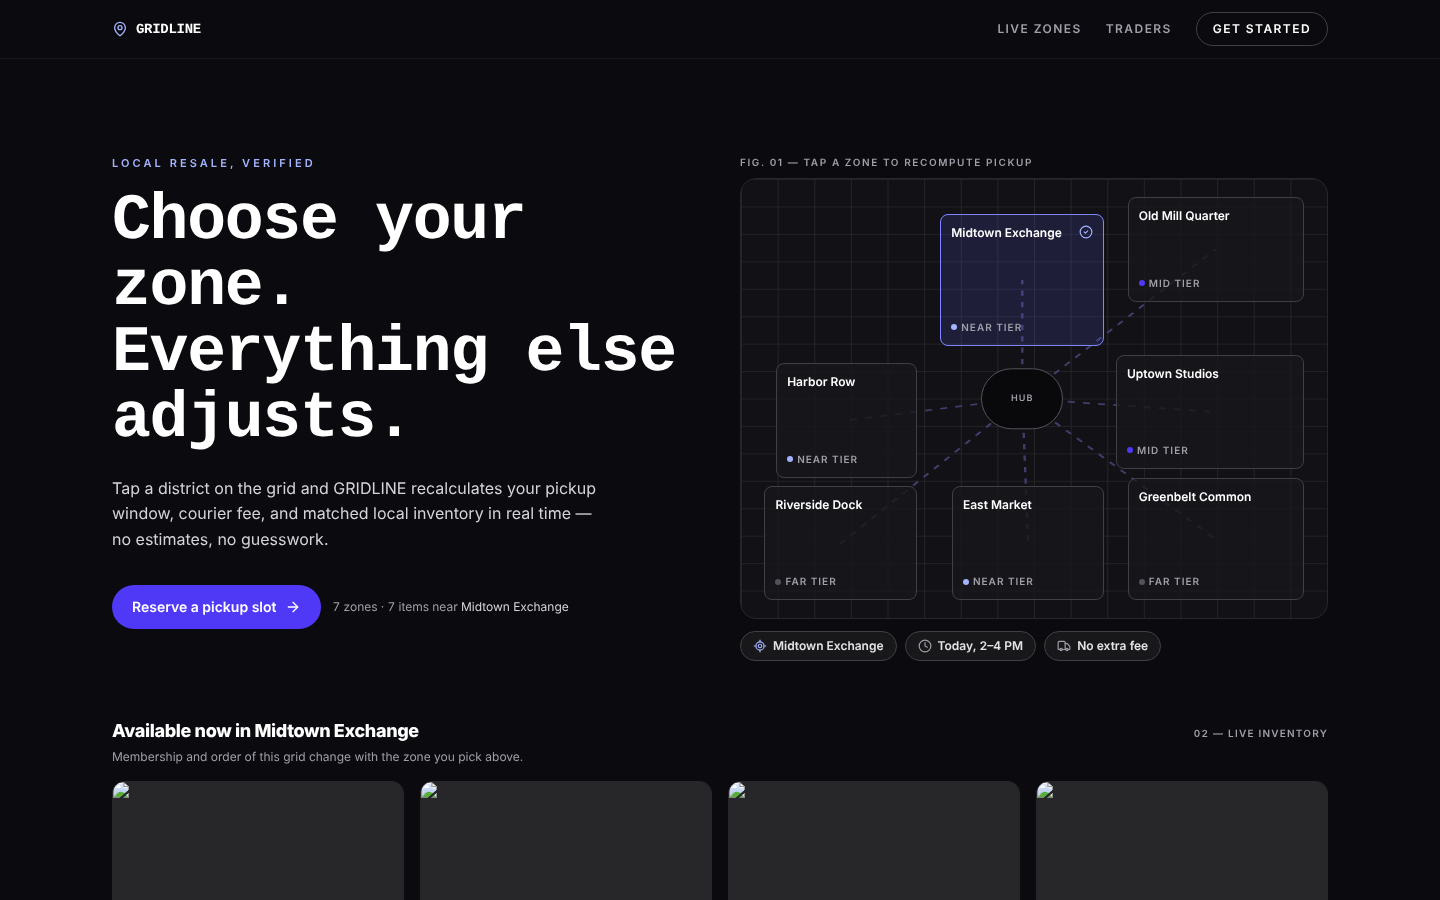 GRIDLINE
LIVE ZONES
TRADERS
GET STARTED
LOCAL RESALE, VERIFIED
Choose your
zone.
Everything else
adjusts.
Tap a district on the grid and GRIDLINE recalculates your pickup
window, courier fee, and matched local inventory in real time —
no estimates, no guesswork.
Reserve a pickup slot
7 zones · 7 items near Midtown Exchange
FIG. 01 — TAP A ZONE TO RECOMPUTE PICKUP
Midtown Exchange
NEAR TIER
Old Mill Quarter
MID TIER
Harbor Row
NEAR TIER
HUB
Uptown Studios
MID TIER
Riverside Dock
FAR TIER
East Market
NEAR TIER
Greenbelt Common
FAR TIER
Midtown Exchange
Today, 2–4 PM
No extra fee
Available now in Midtown Exchange
Membership and order of this grid change with the zone you pick above.
02 — LIVE INVENTORY